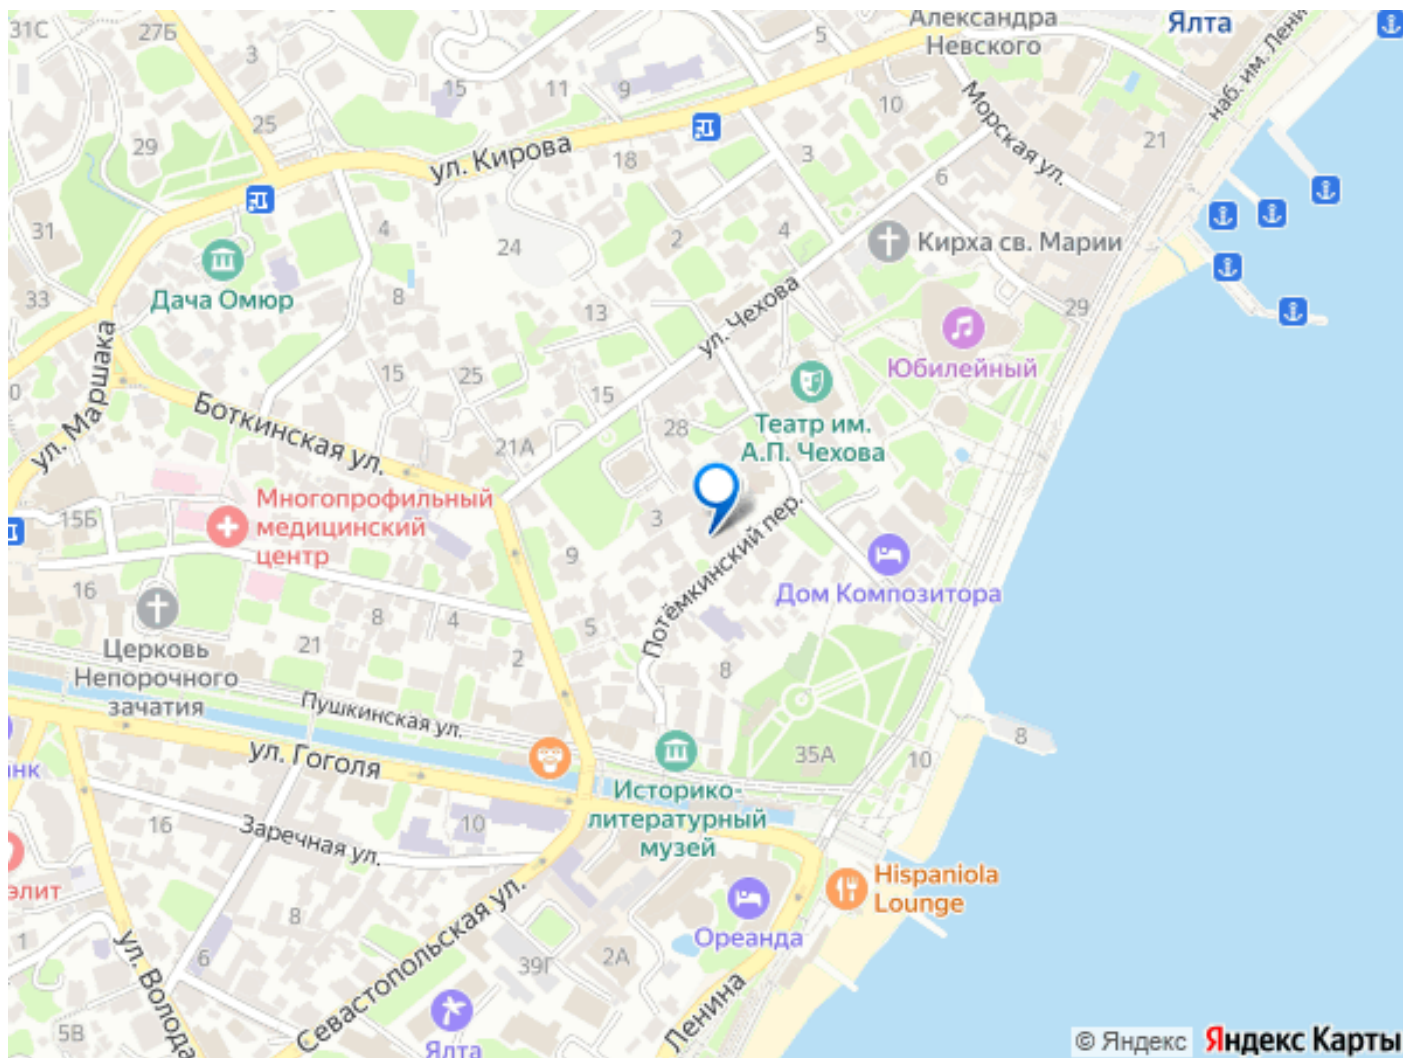 31С
27Б
3
5
Александра
Невского
Ялта
наб. им. Лени
15
11
9
10
Морская ул.
21
25
29
ул. Кирова
18
3
6
31
4
24
2
4
Кирха св. Марии
Дача Омюр
8
33
13
ул. Чехова
29
Юбилейный
ул. Маршака
15
25
15
0
Боткинская ул.
28
Театр им.
А.П. Чехова
21А
Многопрофильный
медицинский
центр
15Б
3
Потёмкинский пер.
9
Дом Композитора
16
8
4
5
21
2
8
Церковь
Непорочного
зачатия
Пушкинская ул.
8
ул. Гоголя
35А
10
нк
Историко-
литературный
музей
16
Заречная ул.
10
элит
Hispaniola
Lounge
8
Севастопольская ул.
Ореанда
1
ул. Волода
6
39Г
2А
Ленина
5В
Ялта
© Яндекс Яндекс Карты